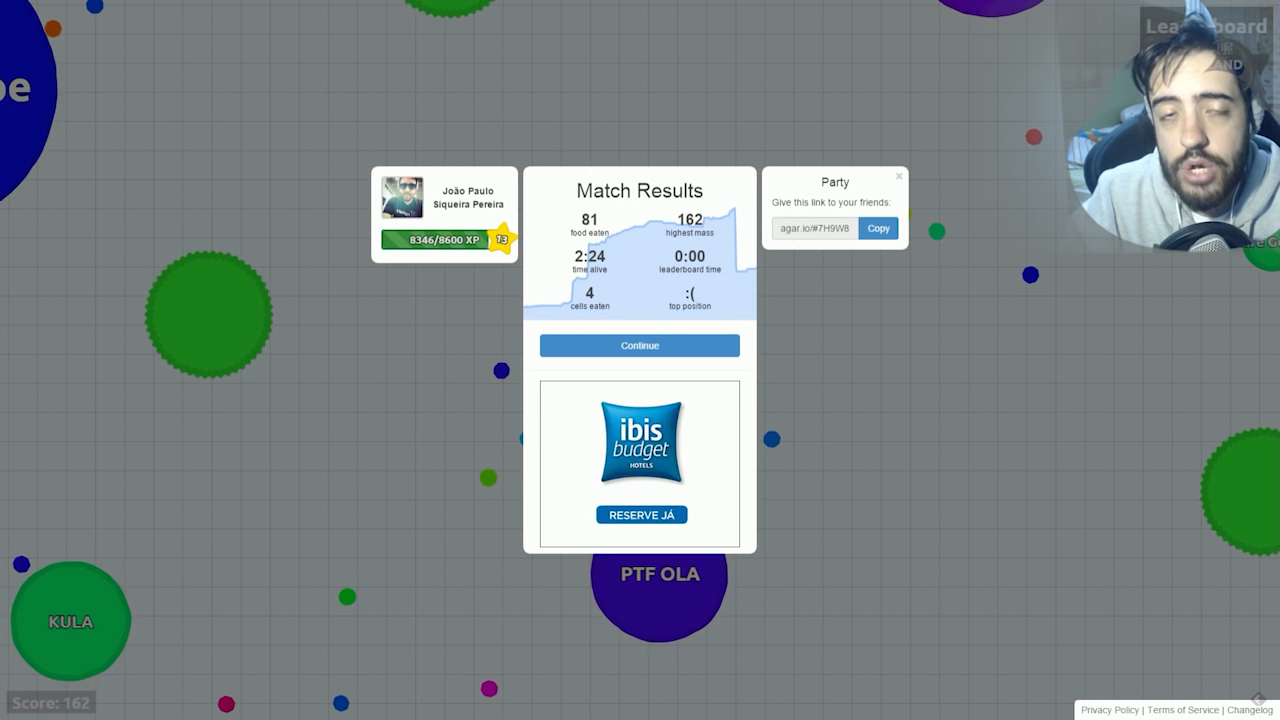 be
Leaderboard
AND
João Paulo
Siqueira Pereira
8346/8600 XP
13
Match Results
81
food eaten
162
highest mass
2:24
time alive
0:00
leaderboard time
4
cells eaten
:(
top position
Continue
Party
×
Give this link to your friends:
agar.io/#7H9W8
Copy
ibis
budget
HOTELS
RESERVE JÁ
PTF OLA
KULA
Score: 162
Privacy Policy | Terms of Service | Changelog